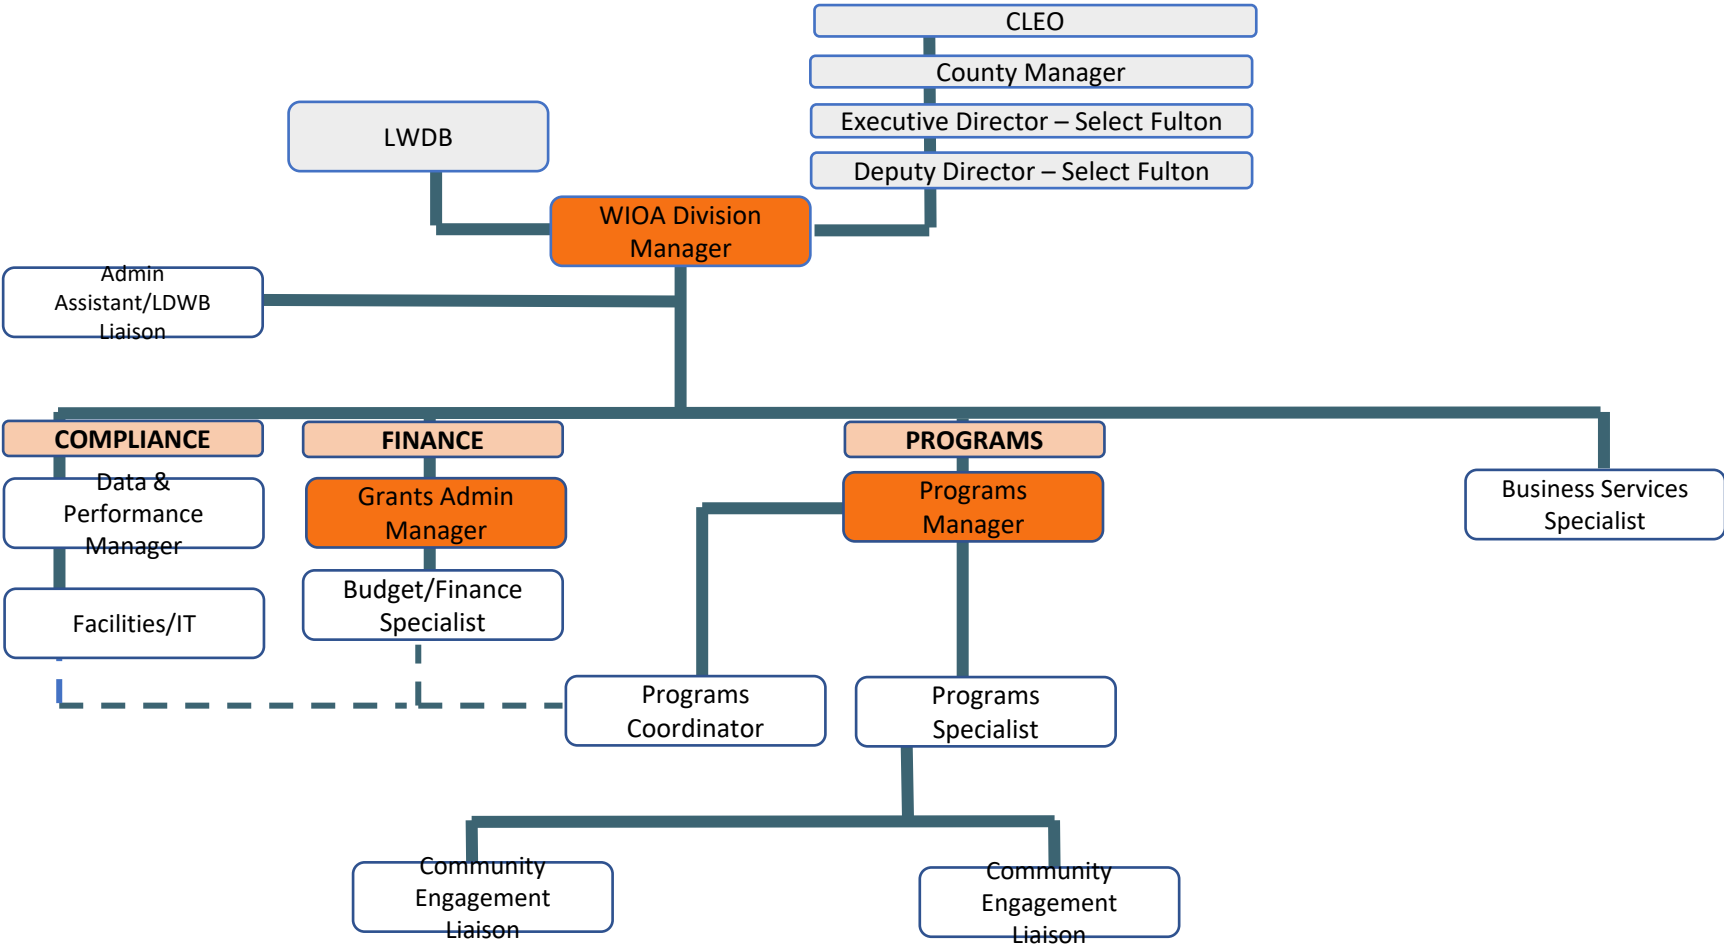 CLEO
County Manager
Executive Director – Select Fulton
Deputy Director – Select Fulton
LWDB
WIOA Division
Manager
Admin
Assistant/LDWB
Liaison
COMPLIANCE
Data &
Performance
Manager
Facilities/IT
FINANCE
Grants Admin
Manager
Budget/Finance
Specialist
PROGRAMS
Programs
Manager
Business Services
Specialist
Programs
Coordinator
Programs
Specialist
Community
Engagement
Liaison
Community
Engagement
Liaison